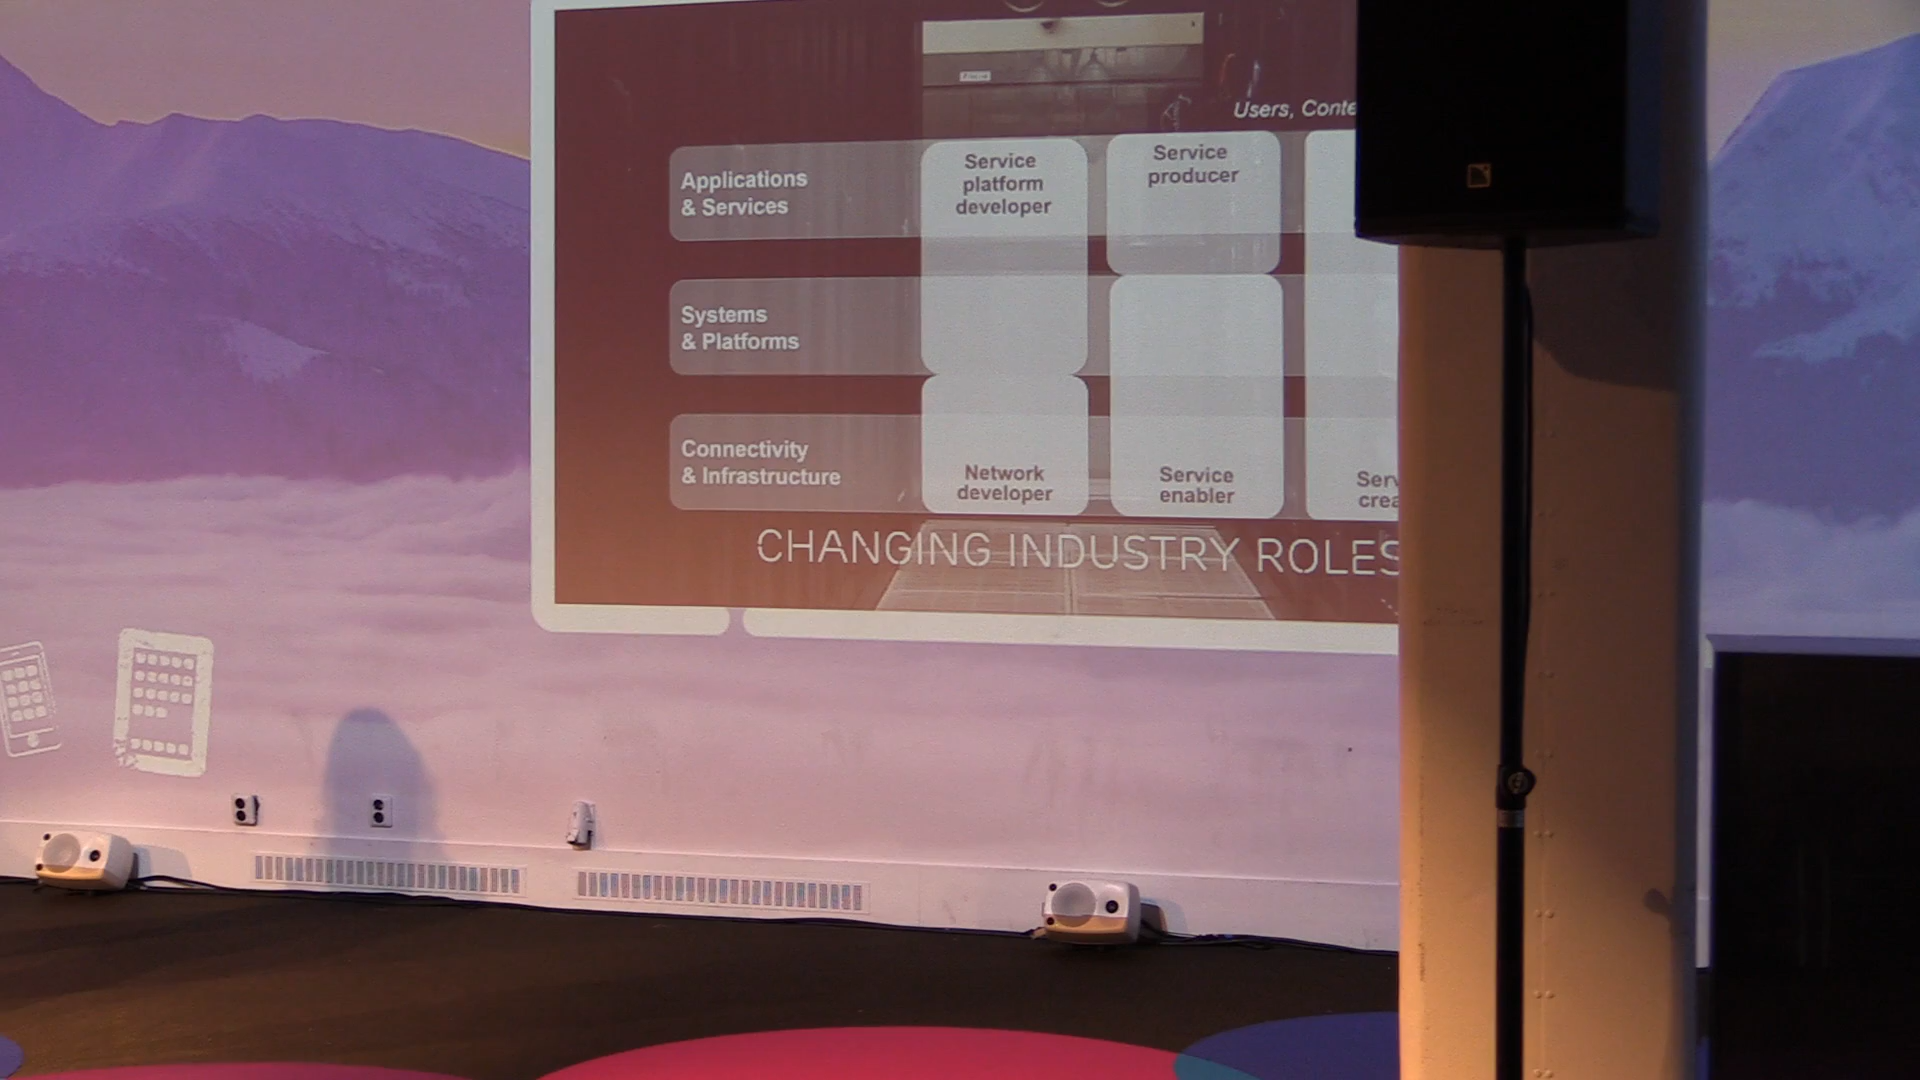 Users, Conte
Applications
& Services
Service
platform
developer
Service
producer
Systems
& Platforms
Connectivity
& Infrastructure
Network
developer
Service
enabler
Serv
crea
CHANGING INDUSTRY ROLES